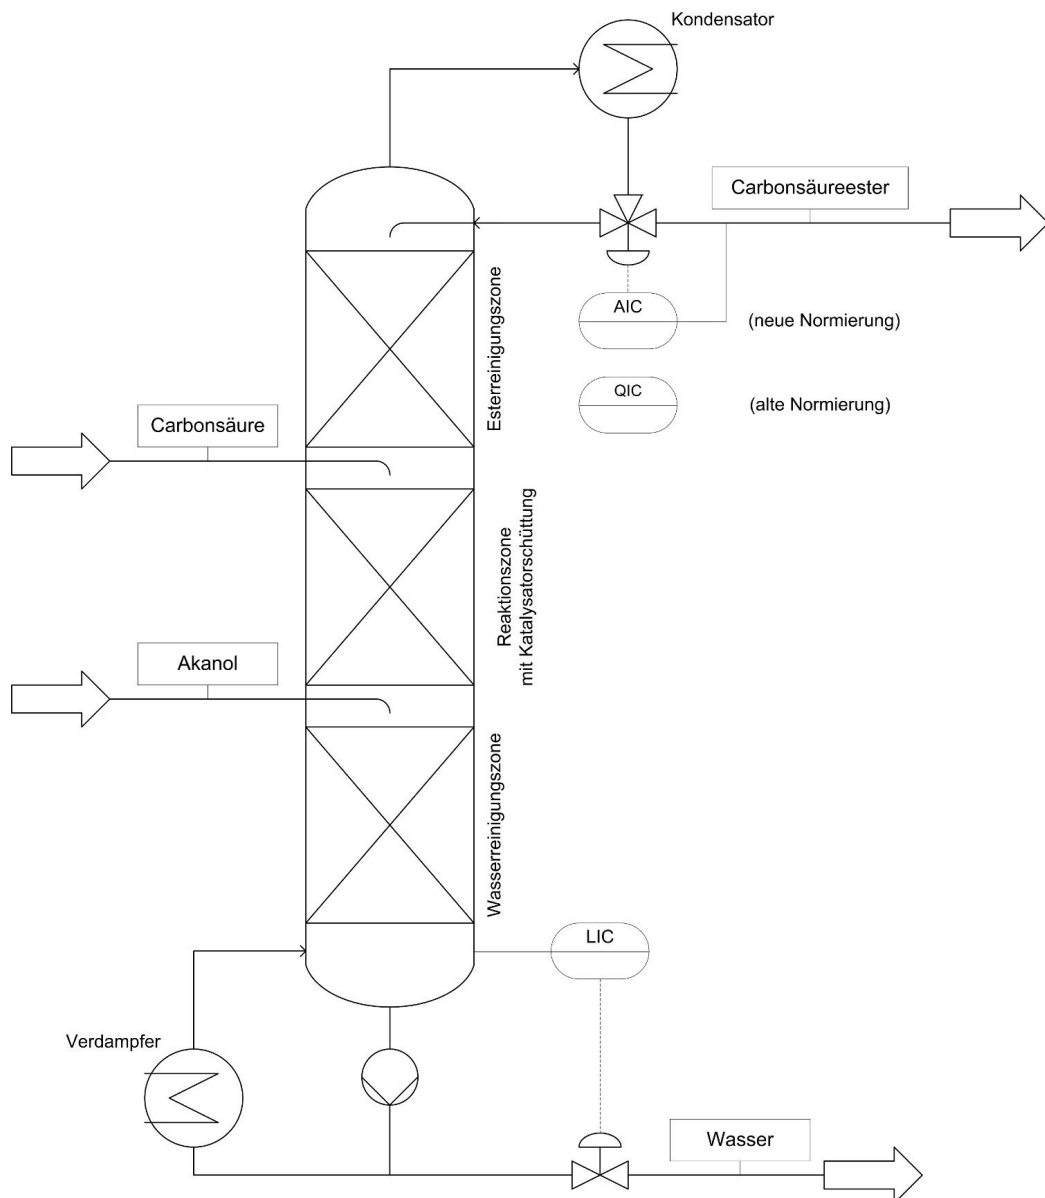 Kondensator
Carbonsäureester
AIC
(neue Normierung)
QIC
(alte Normierung)
Esterreinigungszone
Carbonsäure
Reaktionszone
mit Katalysatorschüttung
Akanol
Wasserreinigungszone
LIC
Verdampfer
Wasser